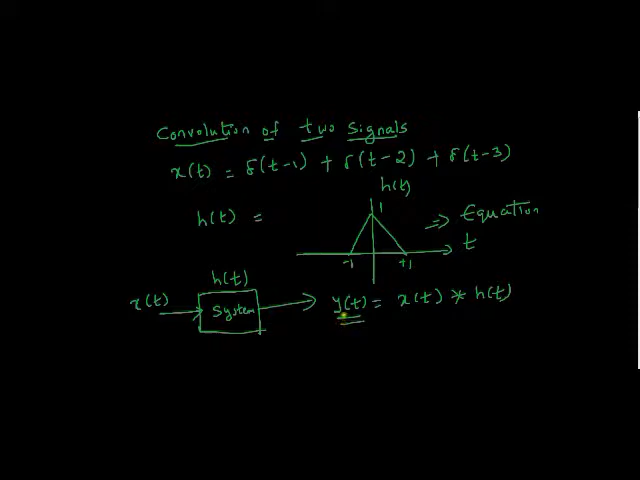 Convolution of two Signals
x(t) = δ(t-1) + δ(t-2) + δ(t-3)
h(t)
h(t) =
1
⇒ Equation
-1
+1
t
h(t)
x(t)
System
y(t) = x(t) * h(t)